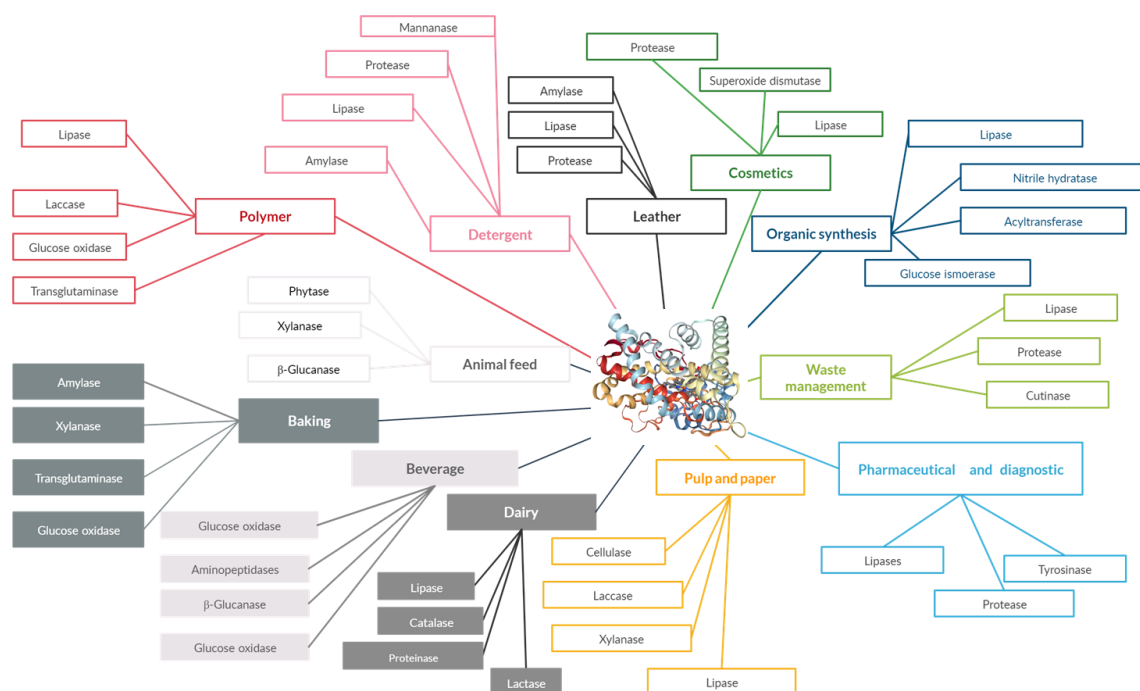 Mannanase
Protease
Lipase
Amylase
Detergent
Amylase
Lipase
Protease
Leather
Protease
Superoxide dismutase
Lipase
Cosmetics
Lipase
Nitrile hydratase
Acyltransferase
Glucose ismoerase
Organic synthesis
Lipase
Laccase
Glucose oxidase
Transglutaminase
Polymer
Phytase
Xylanase
β-Glucanase
Animal feed
Lipase
Protease
Cutinase
Waste
management
Amylase
Xylanase
Transglutaminase
Glucose oxidase
Baking
Beverage
Glucose oxidase
Aminopeptidases
β-Glucanase
Glucose oxidase
Dairy
Lipase
Catalase
Proteinase
Lactase
Pulp and paper
Cellulase
Laccase
Xylanase
Lipase
Pharmaceutical and diagnostic
Lipases
Tyrosinase
Protease